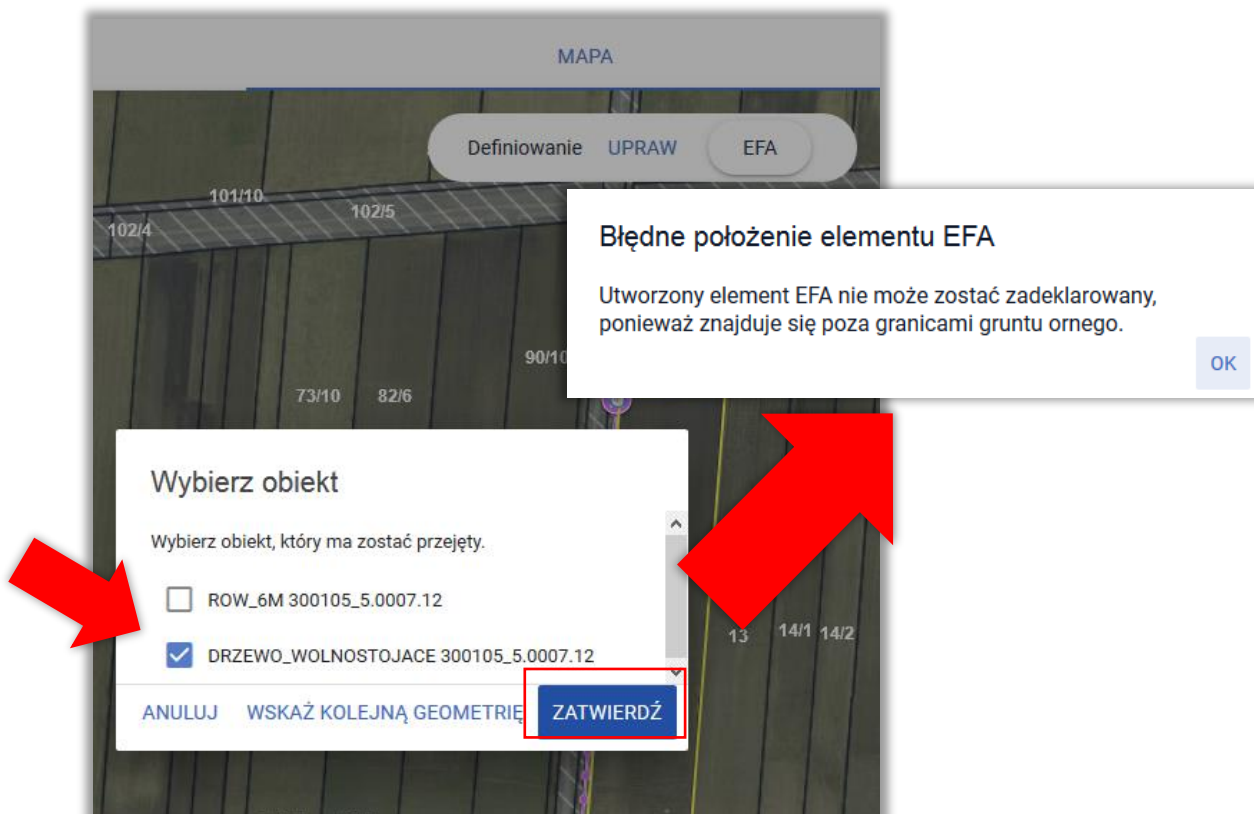 MAPA
Definiowanie UPRAW EFA
101/10
102/5
102/4
Błędne położenie elementu EFA
Utworzony element EFA nie może zostać zadeklarowany,
ponieważ znajduje się poza granicami gruntu ornego.
OK
90/10
73/10 82/6
Wybierz obiekt
Wybierz obiekt, który ma zostać przejęty.
ROW_6M 300105_5.0007.12
DRZEWO_WOLNOSTOJACE 300105_5.0007.12
13 14/1 14/2
ANULUJ WSKAŻ KOLEJNĄ GEOMETRIĘ ZATWIERDŹ